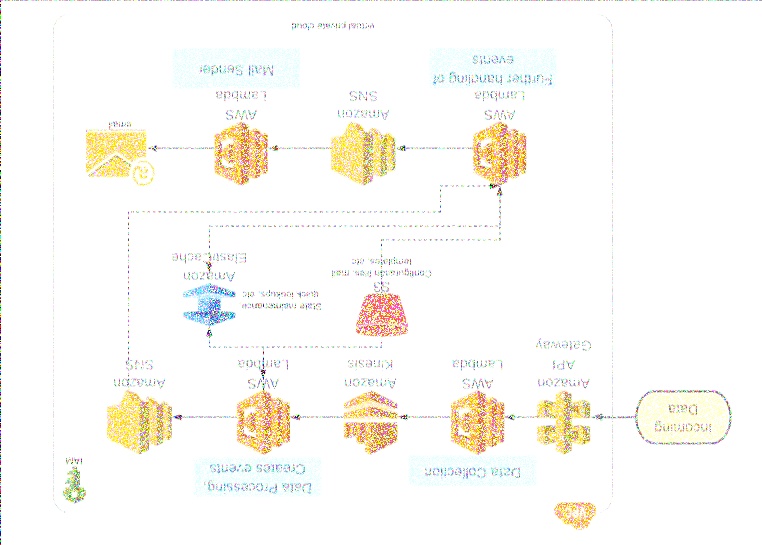 VPC
IAM
Data Collection
Data Processing,
Creates events
Incoming
Data
Amazon
API
Gateway
AWS
Lambda
Amazon
Kinesis
AWS
Lambda
Amazon
SNS
S3
files, mail
templates, etc
State
quick lookups, etc
Amazon
ElastiCache
AWS
Lambda
Further handling of
events
Amazon
SNS
AWS
Lambda
Mail Sender
email
virtual private cloud